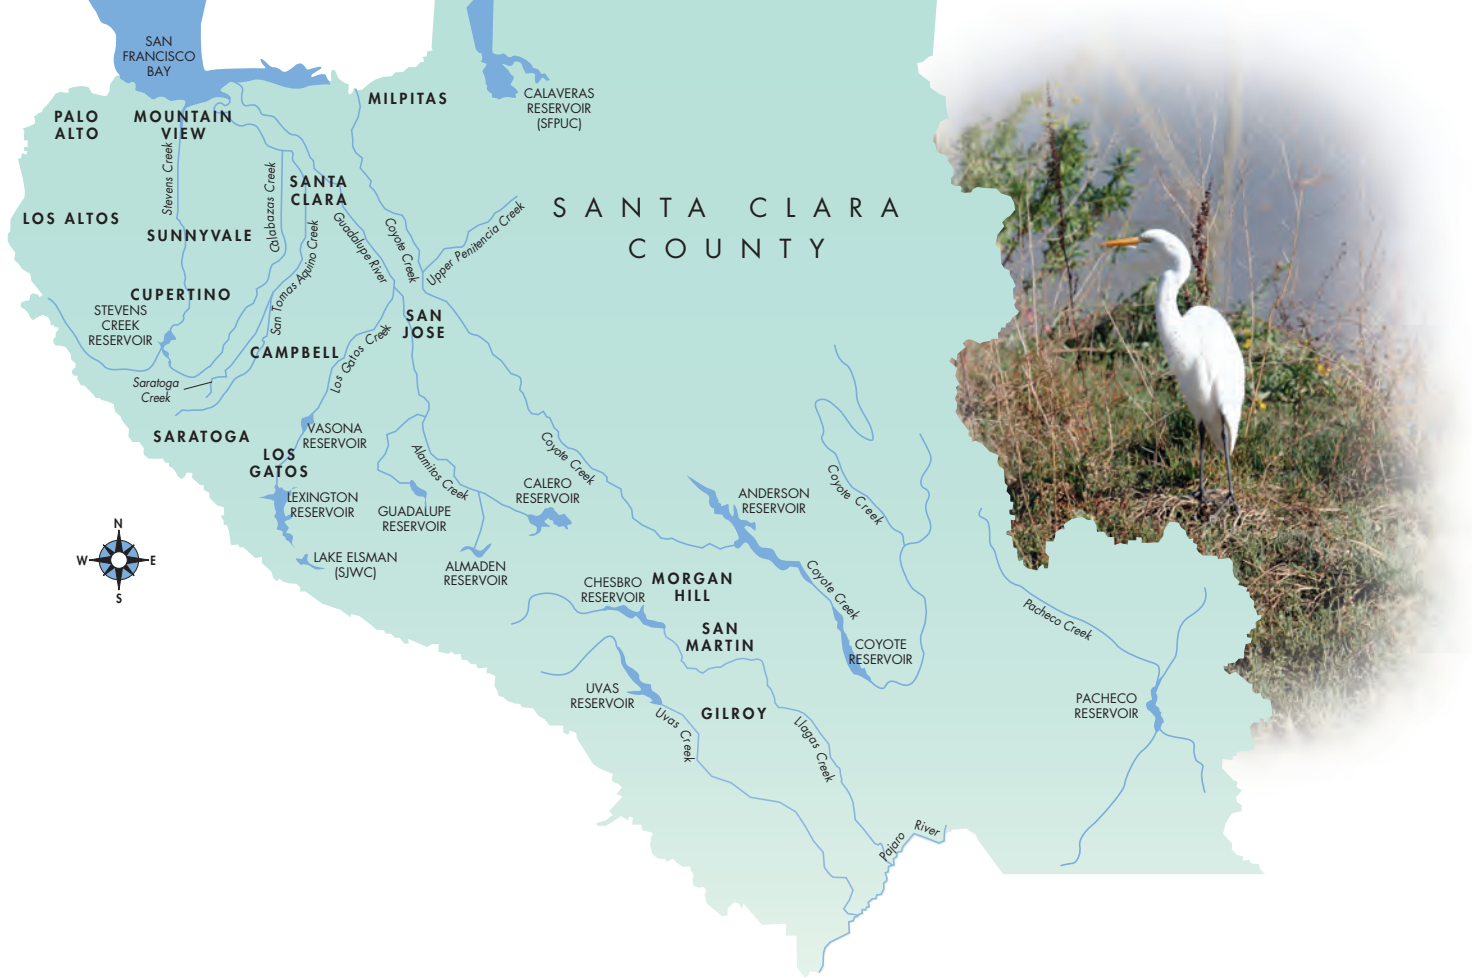 SAN
FRANCISCO
BAY
CALAVERAS
RESERVOIR
(SFPUC)
MILPITAS
PALO
ALTO
MOUNTAIN
VIEW
Stevens Creek
Calabazas Creek
SANTA
CLARA
LOS ALTOS
SUNNYVALE
San Tomas Aquino Creek
Guadalupe River
Coyote Creek
Upper Penitencia Creek
SANTA CLARA
COUNTY
CUPERTINO
STEVENS
CREEK
RESERVOIR
SAN
JOSE
CAMPBELL
Los Gatos Creek
Saratoga
Creek
SARATOGA
VASONA
RESERVOIR
LOS
GATOS
Alamitos Creek
Coyote Creek
LEXINGTON
RESERVOIR
GUADALUPE
RESERVOIR
CALERO
RESERVOIR
ANDERSON
RESERVOIR
Coyote Creek
N
W
E
S
LAKE ELSMAN
(SJWC)
ALMADEN
RESERVOIR
CHESBRO
RESERVOIR
MORGAN
HILL
Coyote Creek
SAN
MARTIN
COYOTE
RESERVOIR
Pacheco Creek
UVAS
RESERVOIR
Uvas Creek
GILROY
Llagas Creek
PACHECO
RESERVOIR
Pajaro River